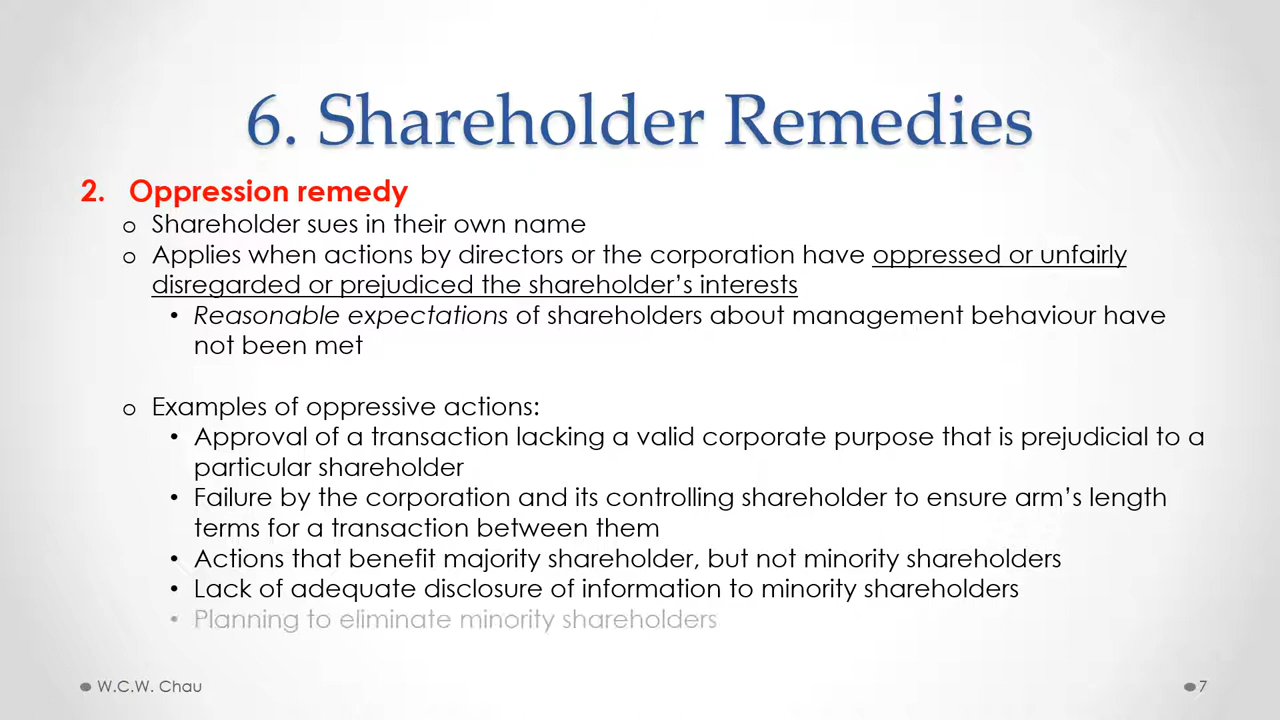 6. Shareholder Remedies
2. Oppression remedy
o Shareholder sues in their own name
o Applies when actions by directors or the corporation have oppressed or unfairly
disregarded or prejudiced the shareholder’s interests
• Reasonable expectations of shareholders about management behaviour have
not been met
o Examples of oppressive actions:
• Approval of a transaction lacking a valid corporate purpose that is prejudicial to a
particular shareholder
• Failure by the corporation and its controlling shareholder to ensure arm’s length
terms for a transaction between them
• Actions that benefit majority shareholder, but not minority shareholders
• Lack of adequate disclosure of information to minority shareholders
• Planning to eliminate minority shareholders
W.C.W. Chau
7